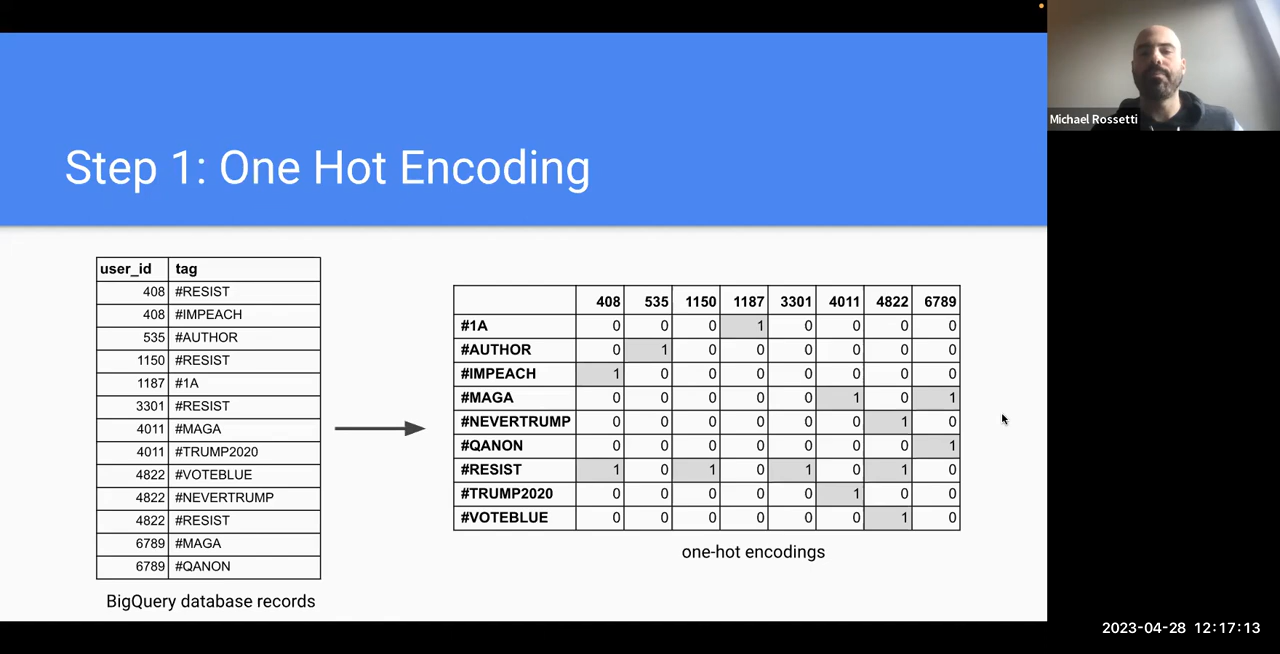 Michael Rossetti
Step 1: One Hot Encoding
user_id tag
408 #RESIST
408 #IMPEACH
535 #AUTHOR
1150 #RESIST
1187 #1A
3301 #RESIST
4011 #MAGA
4011 #TRUMP2020
4822 #VOTEBLUE
4822 #NEVERTRUMP
4822 #RESIST
6789 #MAGA
6789 #QANON
BigQuery database records
408 535 1150 1187 3301 4011 4822 6789
#1A 0 0 0 1 0 0 0 0
#AUTHOR 0 1 0 0 0 0 0 0
#IMPEACH 1 0 0 0 0 0 0 0
#MAGA 0 0 0 0 0 1 0 1
#NEVERTRUMP 0 0 0 0 0 0 1 0
#QANON 0 0 0 0 0 0 0 1
#RESIST 1 0 1 0 1 0 1 0
#TRUMP2020 0 0 0 0 0 1 0 0
#VOTEBLUE 0 0 0 0 0 0 1 0
one-hot encodings
2023-04-28 12:17:13